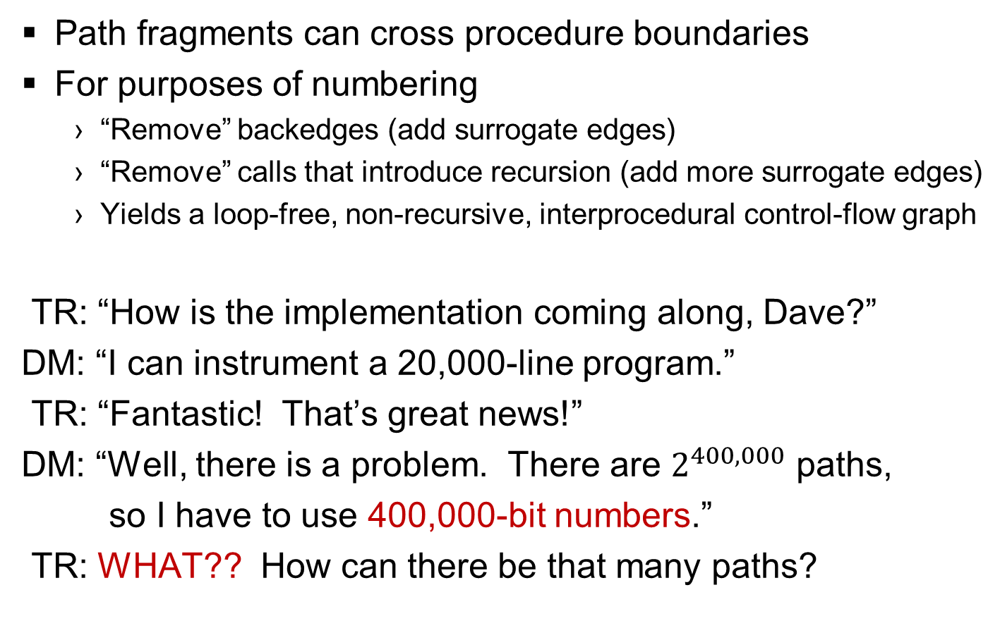 ▪ Path fragments can cross procedure boundaries
▪ For purposes of numbering
› “Remove” backedges (add surrogate edges)
› “Remove” calls that introduce recursion (add more surrogate edges)
› Yields a loop-free, non-recursive, interprocedural control-flow graph
TR: “How is the implementation coming along, Dave?”
DM: “I can instrument a 20,000-line program.”
TR: “Fantastic!  That’s great news!”
DM: “Well, there is a problem.  There are 2^400,000 paths,
so I have to use 400,000-bit numbers.”
TR: WHAT??  How can there be that many paths?